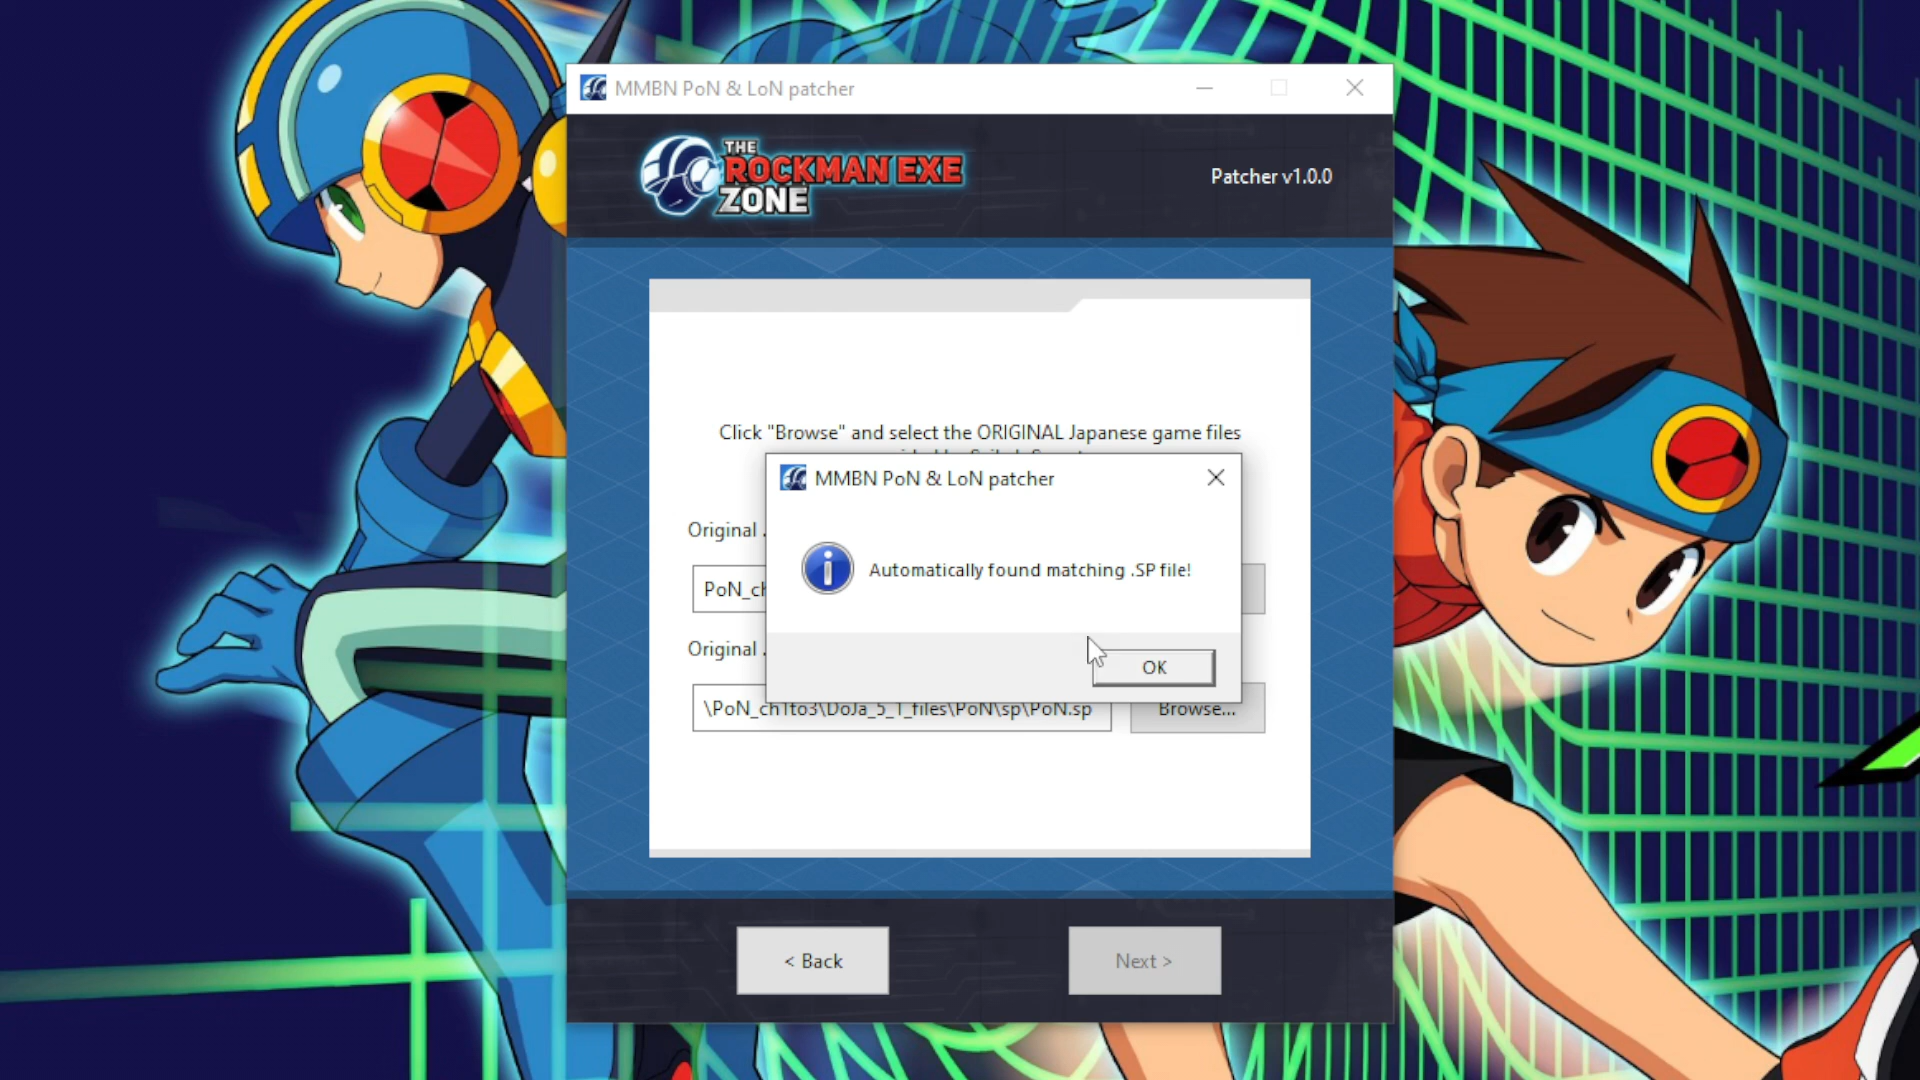 MMBN PoN & LoN patcher
THE
ROCKMAN EXE
ZONE
Patcher v1.0.0
Click "Browse" and select the ORIGINAL Japanese game files
MMBN PoN & LoN patcher
Original .
Automatically found matching .SP file!
PoN_ch
Original .
OK
\PoN_ch1to3\DoJa_5_1_files\PoN\sp\PoN.sp
Browse...
< Back
Next >